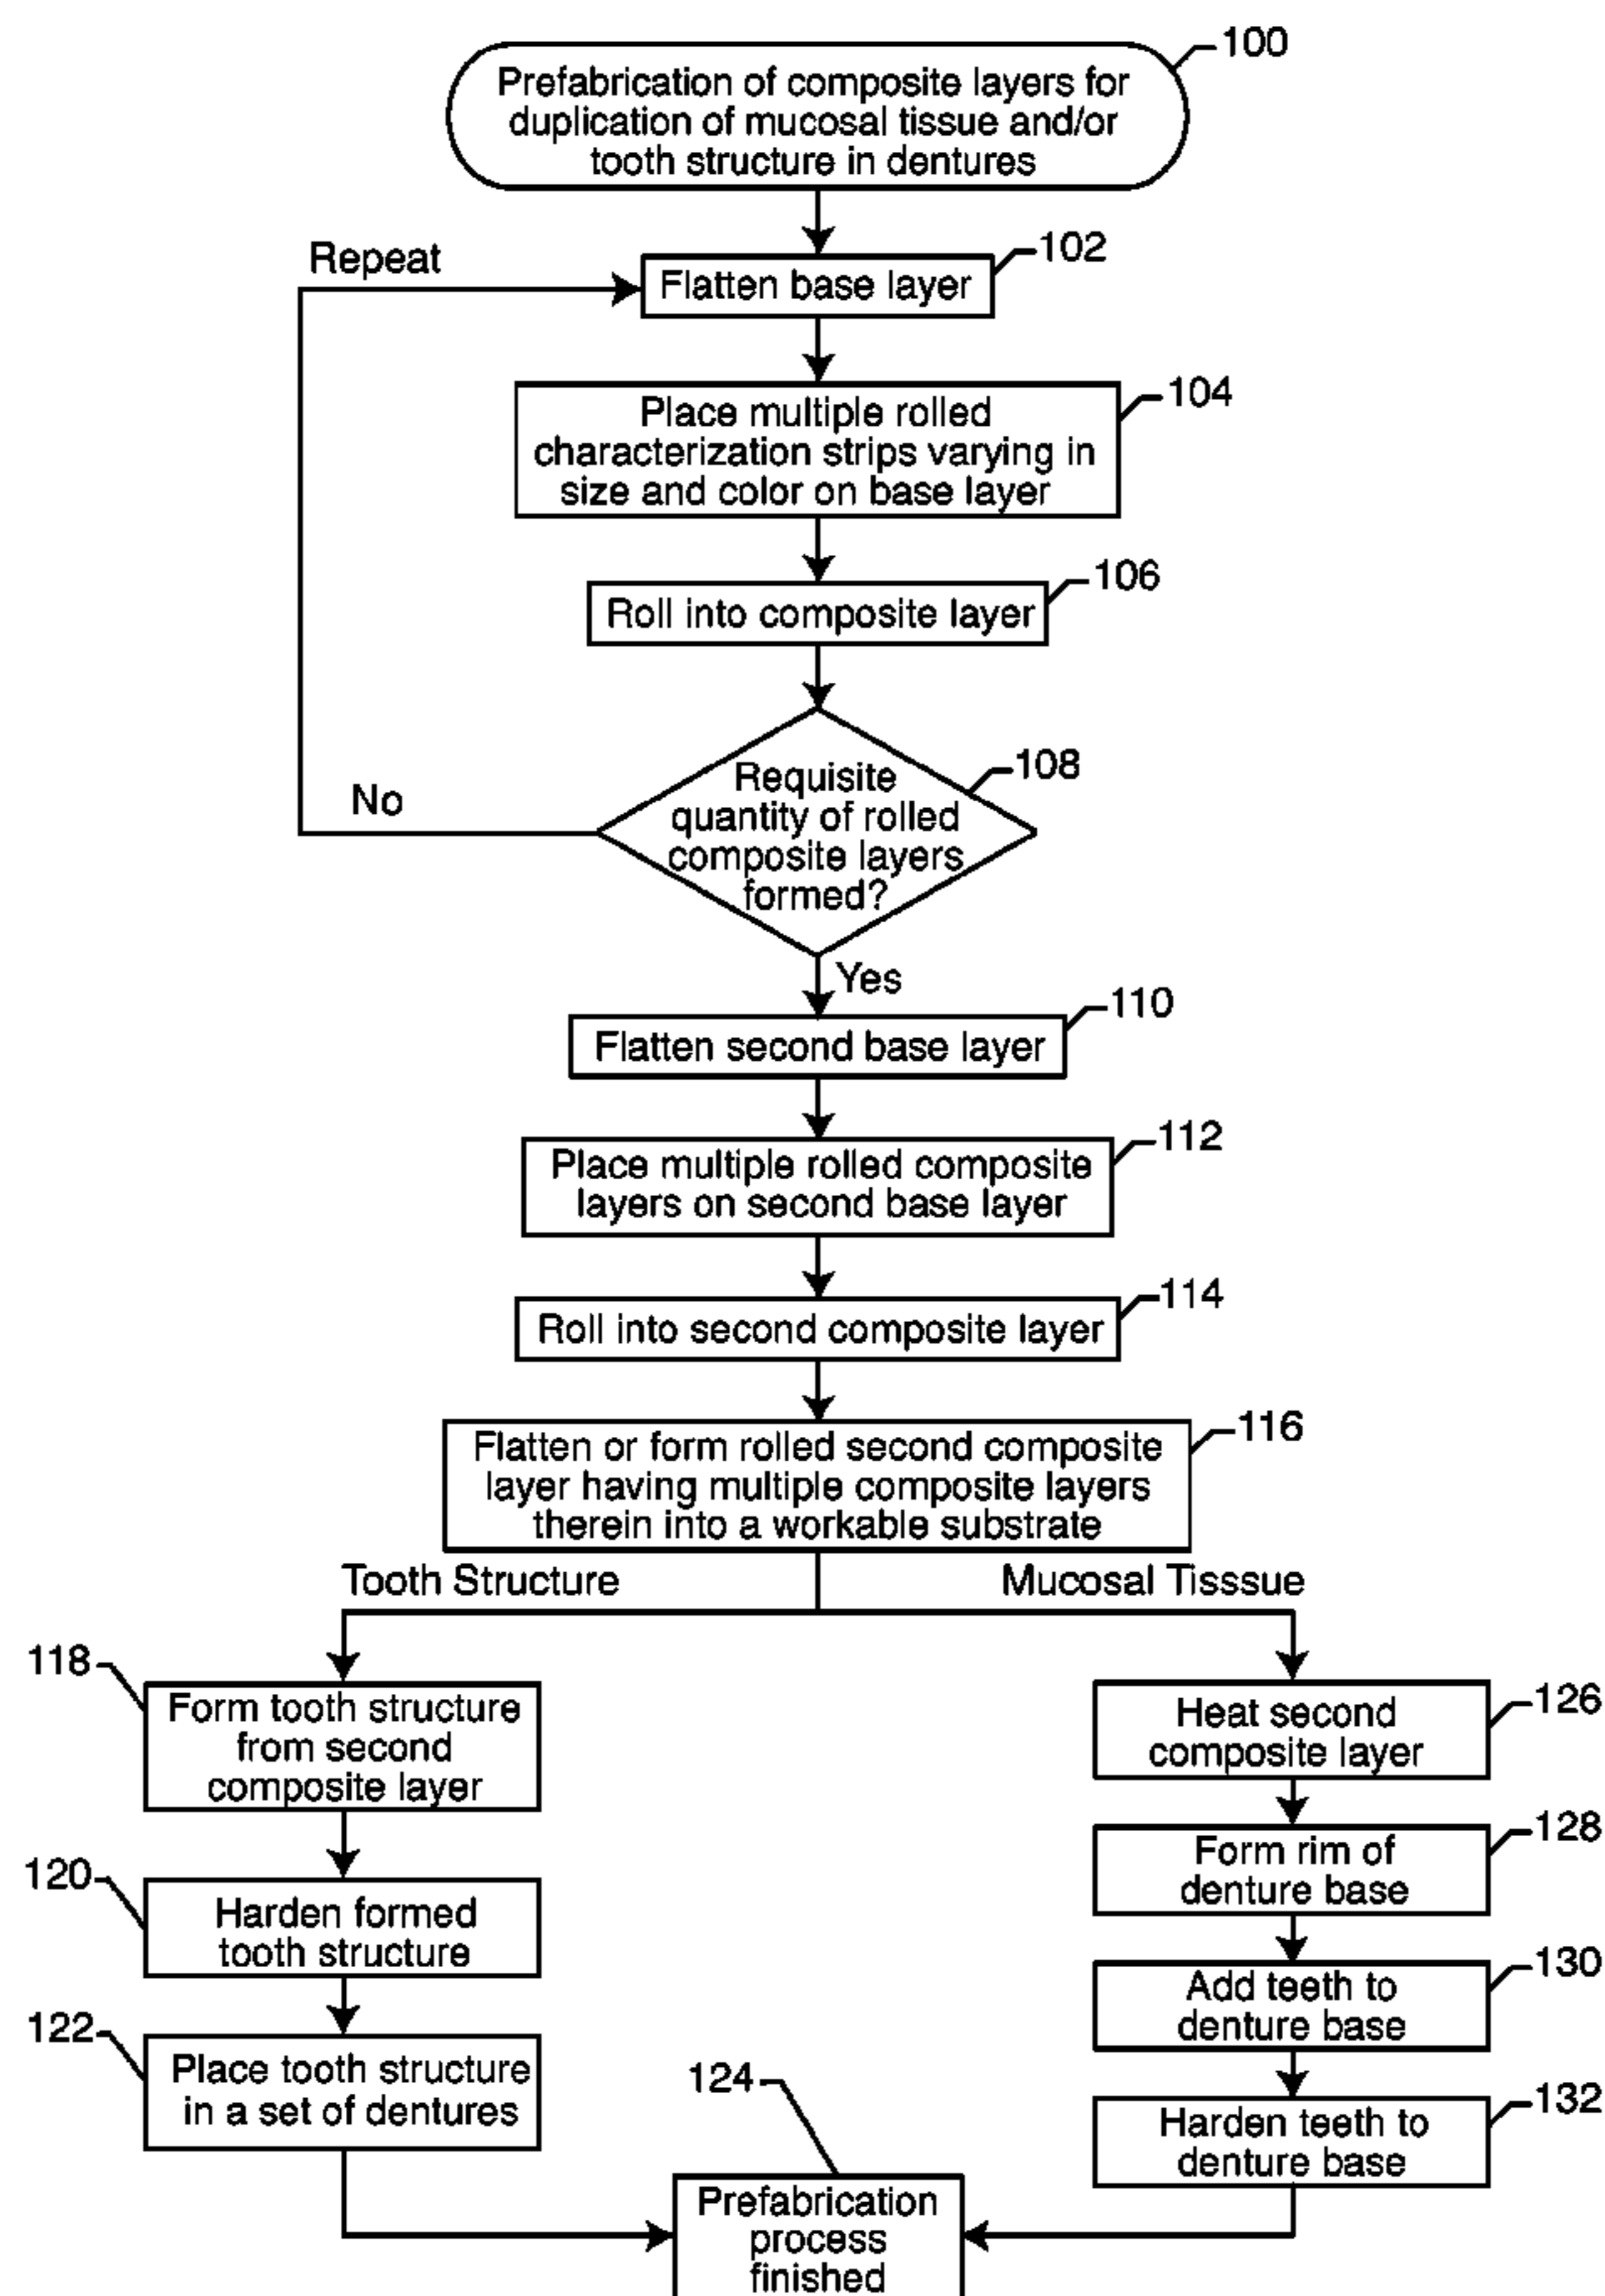 100
Prefabrication of composite layers for
duplication of mucosal tissue and/or
tooth structure in dentures
Repeat
102
Flatten base layer
104
Place multiple rolled
characterization strips varying in
size and color on base layer
106
Roll into composite layer
108
Requisite
quantity of rolled
composite layers
formed?
No
Yes
110
Flatten second base layer
112
Place multiple rolled composite
layers on second base layer
114
Roll into second composite layer
116
Flatten or form rolled second composite
layer having multiple composite layers
therein into a workable substrate
Tooth Structure
Mucosal Tisssue
118
Form tooth structure
from second
composite layer
120
Harden formed
tooth structure
122
Place tooth structure
in a set of dentures
126
Heat second
composite layer
128
Form rim of
denture base
130
Add teeth to
denture base
132
Harden teeth to
denture base
124
Prefabrication
process
finished